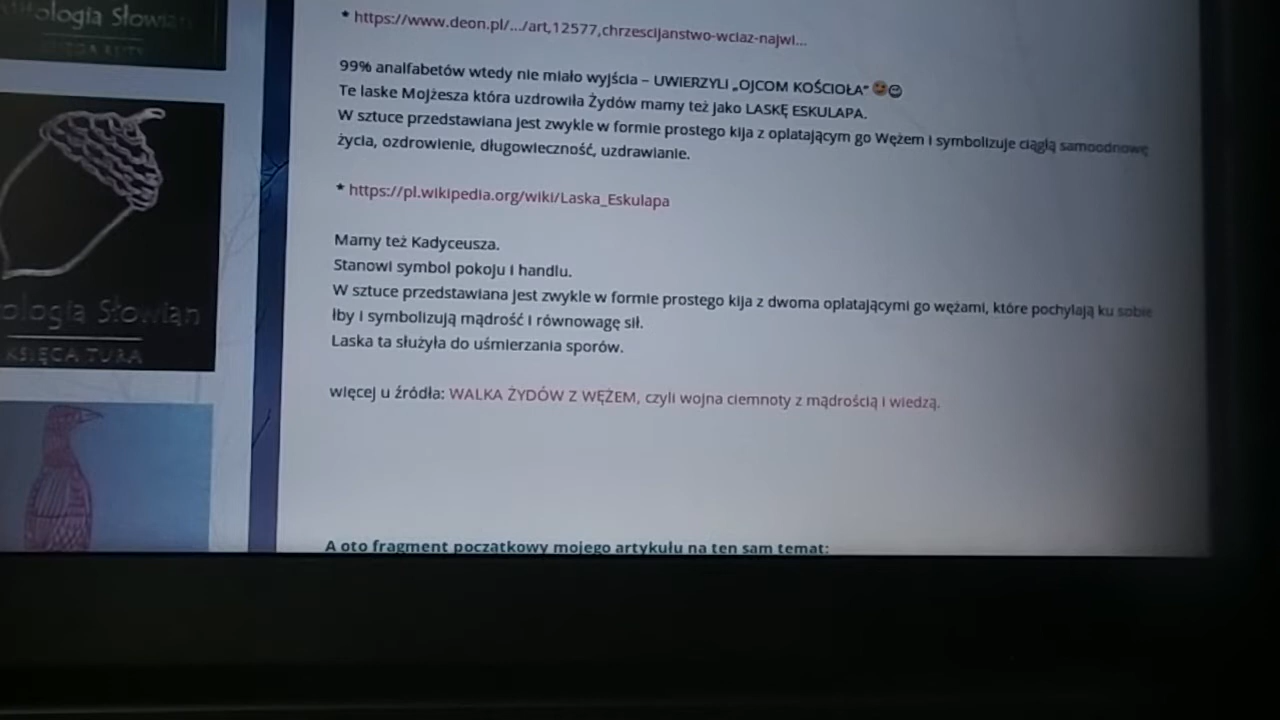 ologia Słowian
* https://www.deon.pl/.../art,12577,chrzescijanstwo-wciaz-najwi...
99% analfabetów wtedy nie miało wyjścia – UWIERZYLI „OJCOM KOŚCIOŁA”
Te laske Mojżesza która uzdrowiła Żydów mamy też jako LASKĘ ESKULAPA.
W sztuce przedstawiana jest zwykle w formie prostego kija z oplatającym go Wężem i symbolizuje ciągłą samoodnowę
życia, ozdrowienie, długowieczność, uzdrawianie.
* https://pl.wikipedia.org/wiki/Laska_Eskulapa
Mamy też Kadyceusza.
Stanowi symbol pokoju i handlu.
W sztuce przedstawiana jest zwykle w formie prostego kija z dwoma oplatającymi go wężami, które pochylają ku sobie
łby i symbolizują mądrość i równowagę sił.
Laska ta służyła do uśmierzania sporów.
więcej u źródła: WALKA ŻYDÓW Z WĘŻEM, czyli wojna ciemnoty z mądrością i wiedzą.
A oto fragment początkowy mojego artykułu na ten sam temat:
ologia Słowian
KSIĘGA TURA